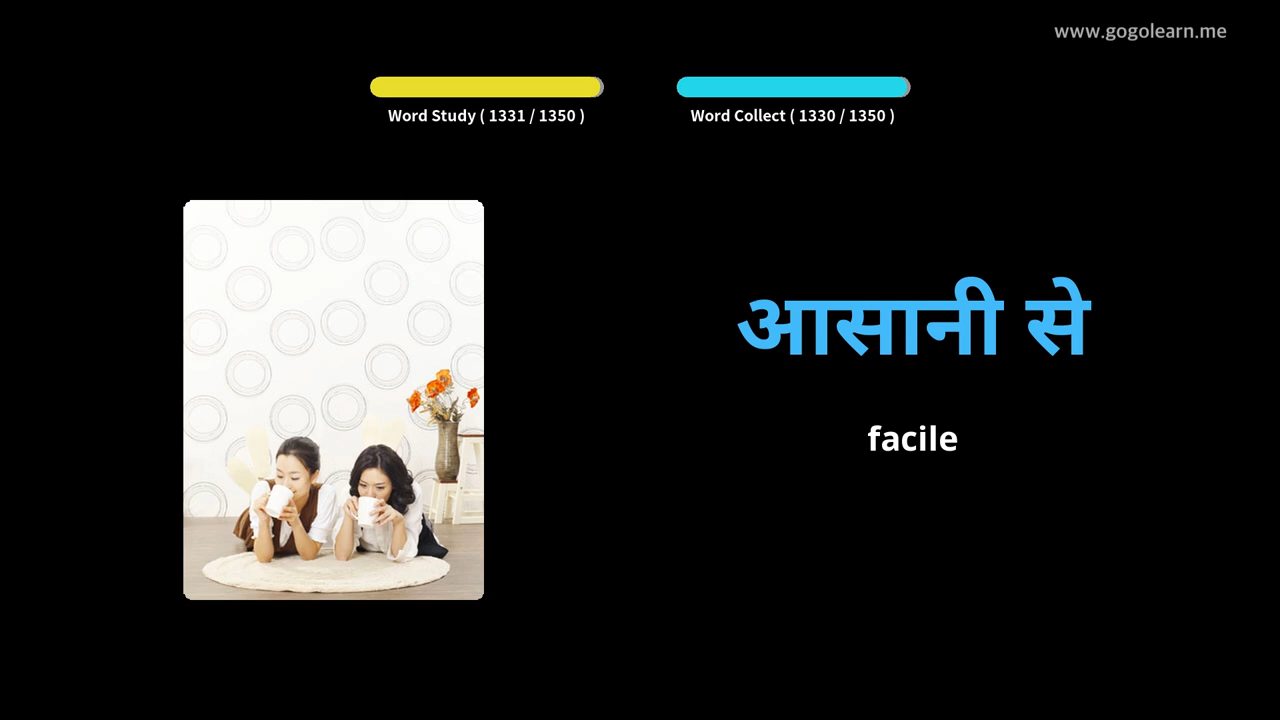 www.gogolearn.me
Word Study ( 1331 / 1350 )
Word Collect ( 1330 / 1350 )
आसानी से
facile